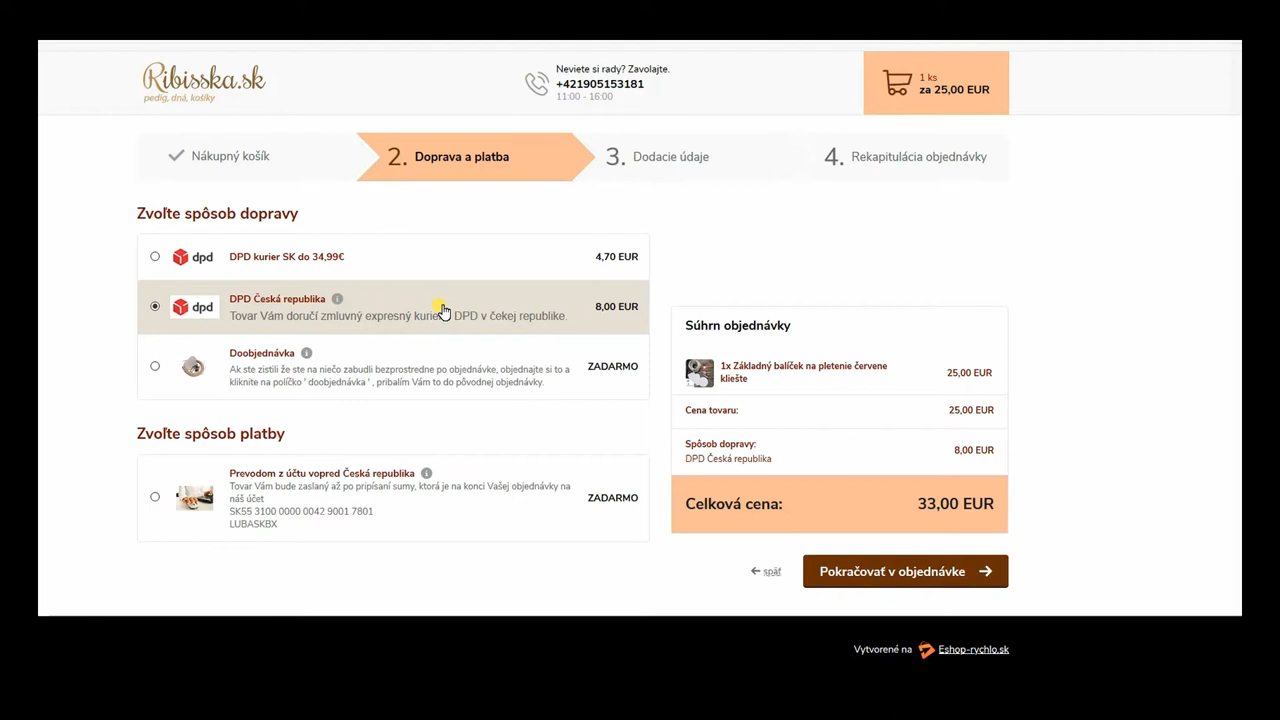 Ribisska.sk
pedig, dná, košíky
Neviete si rady? Zavolajte.
+421905153181
11:00 - 16:00
1 ks
za 25,00 EUR
Nákupný košík
2. Doprava a platba
3. Dodacie údaje
4. Rekapitulácia objednávky
Zvoľte spôsob dopravy
dpd DPD kurier SK do 34,99€ 4,70 EUR
dpd DPD Česká republika 8,00 EUR
Tovar Vám doručí zmluvný expresný DPD v čekej republike.
Doobjednávka ZADARMO
Ak ste zistili že ste na niečo zabudli bezprostredne po objednávke, objednajte si to a
kliknite na políčko ' doobjednávka ' , pribalím Vám to do pôvodnej objednávky.
Zvoľte spôsob platby
Prevodom z účtu vopred Česká republika ZADARMO
Tovar Vám bude zaslaný až po pripísaní sumy, ktorá je na konci Vašej objednávky na
náš účet
SK55 3100 0000 0042 9001 7801
LUBASKBX
Súhrn objednávky
1x Základný balíček na pletenie červene
kliešte
25,00 EUR
Cena tovaru: 25,00 EUR
Spôsob dopravy: 8,00 EUR
DPD Česká republika
Celková cena: 33,00 EUR
späť
Pokračovať v objednávke
Vytvorené na Eshop-rychlo.sk